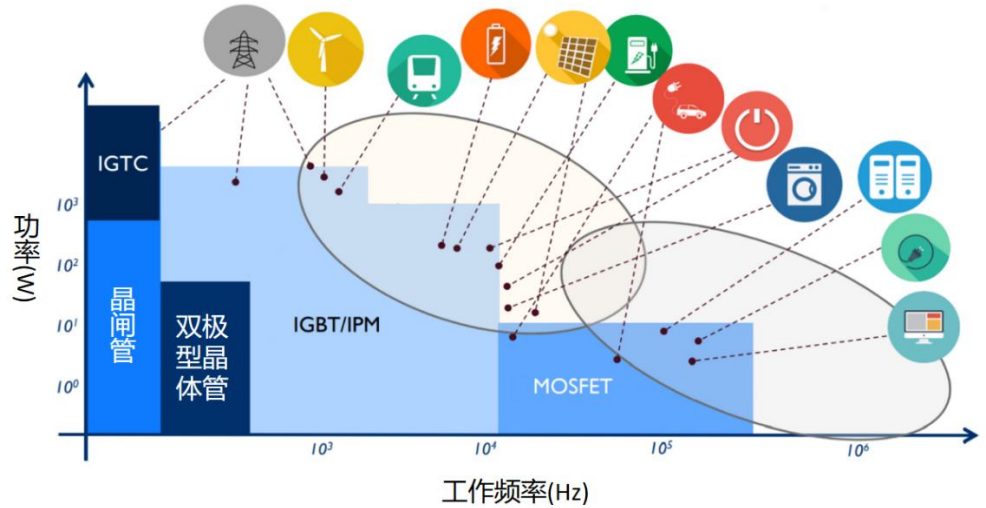 IGTC
晶闸管
双极
型晶
体管
IGBT/IPM
MOSFET
功率(W)
10³
10²
10¹
10⁰
10³
10⁴
10⁵
10⁶
工作频率(Hz)